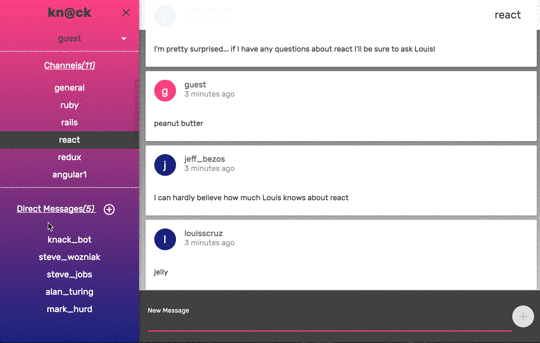 kn@ck
×
guest
Channels(11)
general
ruby
rails
react
redux
angular1
Direct Messages(5)
knack_bot
steve_wozniak
steve_jobs
alan_turing
mark_hurd
react
j
I'm pretty surprised... if I have any questions about react I'll be sure to ask Louis!
g
guest
3 minutes ago
peanut butter
j
jeff_bezos
3 minutes ago
I can hardly believe how much Louis knows about react
l
louisscruz
3 minutes ago
jelly
New Message
+